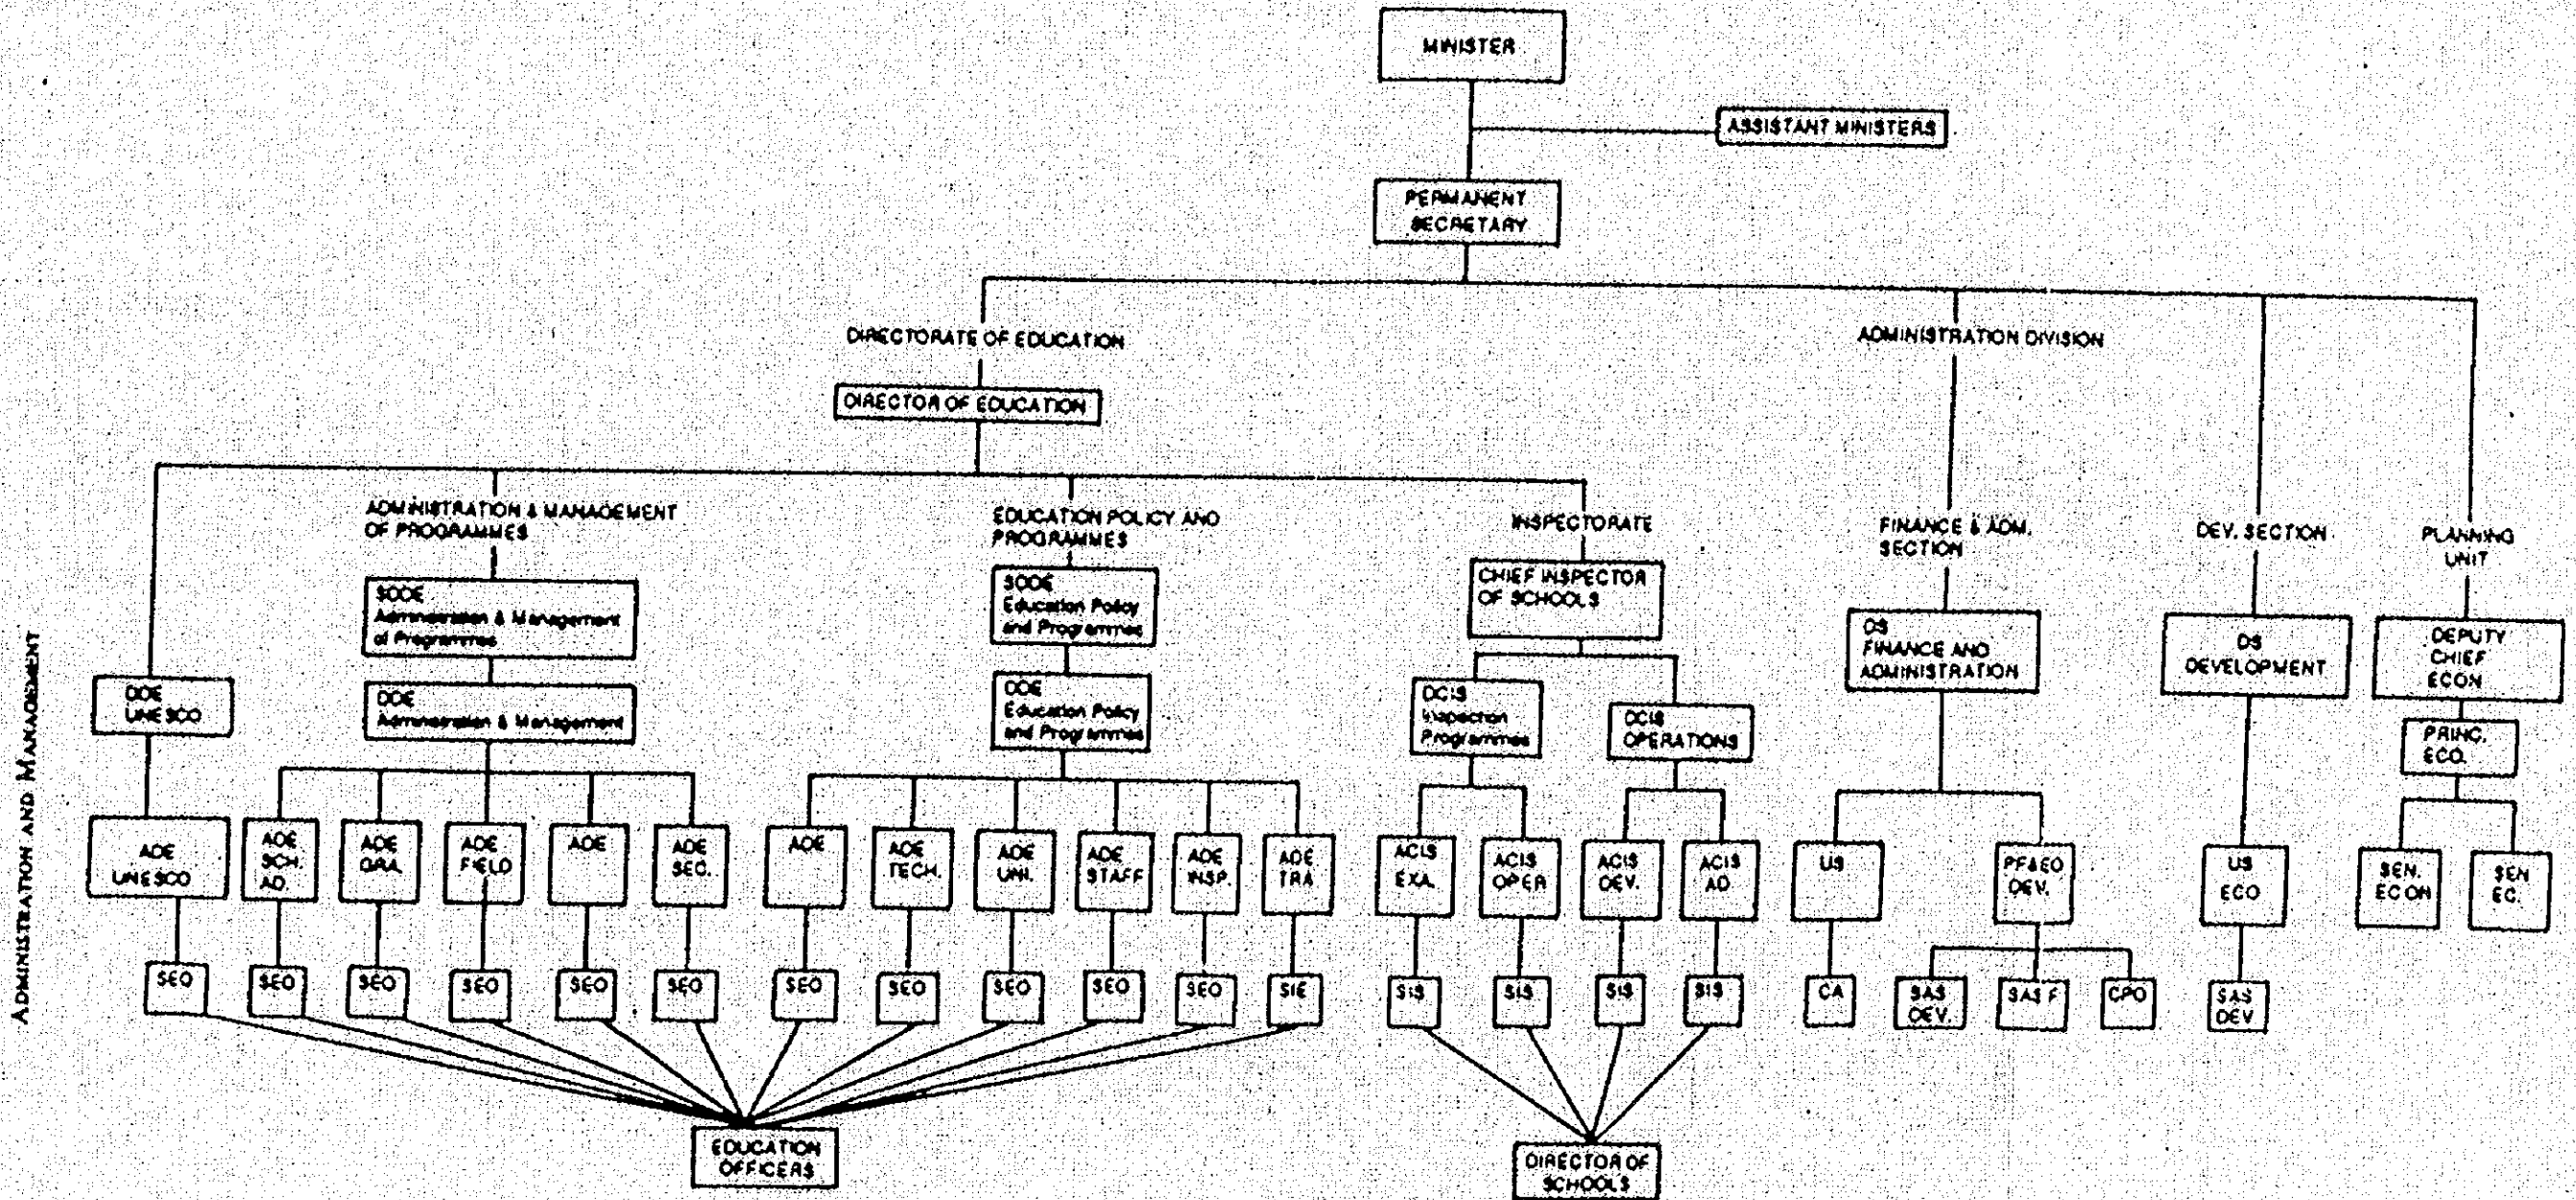 MINISTER
ASSISTANT MINISTERS
PERMANENT
SECRETARY
DIRECTORATE OF EDUCATION
ADMINISTRATION DIVISION
DIRECTOR OF EDUCATION
ADMINISTRATION & MANAGEMENT
OF PROGRAMMES
EDUCATION POLICY AND
PROGRAMMES
INSPECTORATE
FINANCE & ADM.
SECTION
DEV. SECTION
PLANNING
UNIT
SDDE
Administration & Management
of Programmes
SDDE
Education Policy
and Programmes
CHIEF INSPECTOR
OF SCHOOLS
DS
FINANCE AND
ADMINISTRATION
DS
DEVELOPMENT
DEPUTY
CHIEF
ECON
DDE
UNESCO
DDE
Administration & Management
DDE
Education Policy
and Programmes
DCIS
Inspection
Programmes
DCIS
OPERATIONS
PRINC.
ECO.
ADE
UNESCO
ADE
SCH.
AD.
ADE
GRA.
ADE
FIELD
ADE
ADE
SEC.
ADE
ADE
TECH.
ADE
UNI.
ADE
STAFF
ADE
INSP.
ADE
TRA
ACIS
EXA.
ACIS
OPER
ACIS
DEV.
ACIS
AD
US
PF&EO
DEV.
US
ECO
SEN.
ECON
SEN
EC.
SEO
SEO
SEO
SEO
SEO
SEO
SEO
SEO
SEO
SEO
SEO
SIE
SIS
SIS
SIS
SIS
CA
SAS
DEV.
SAS F
CPO
SAS
DEV
EDUCATION
OFFICERS
DIRECTOR OF
SCHOOLS
ADMINISTRATION AND MANAGEMENT